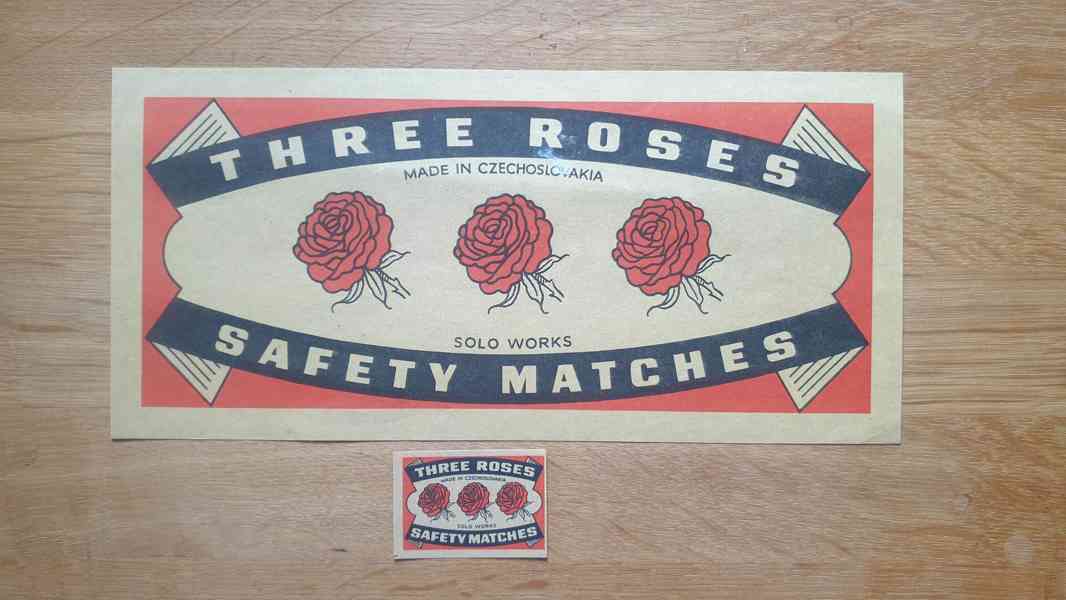 THREE ROSES
MADE IN CZECHOSLOVAKIA
SOLO WORKS
SAFETY MATCHES
THREE ROSES
MADE IN CZECHOSLOVAKIA
SOLO WORKS
SAFETY MATCHES